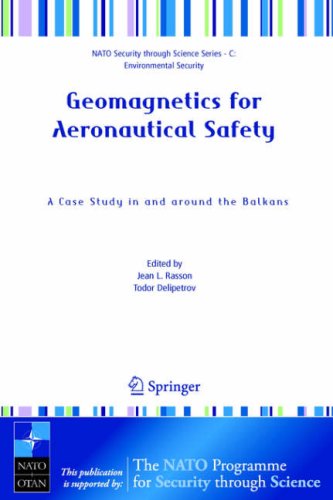 NATO Security through Science Series - C:
Environmental Security
Geomagnetics for
Aeronautical Safety
A Case Study in and around the Balkans
Edited by
Jean L. Rasson
Todor Delipetrov
Springer
NATO
OTAN
This publication
is supported by:
The NATO Programme
for Security through Science